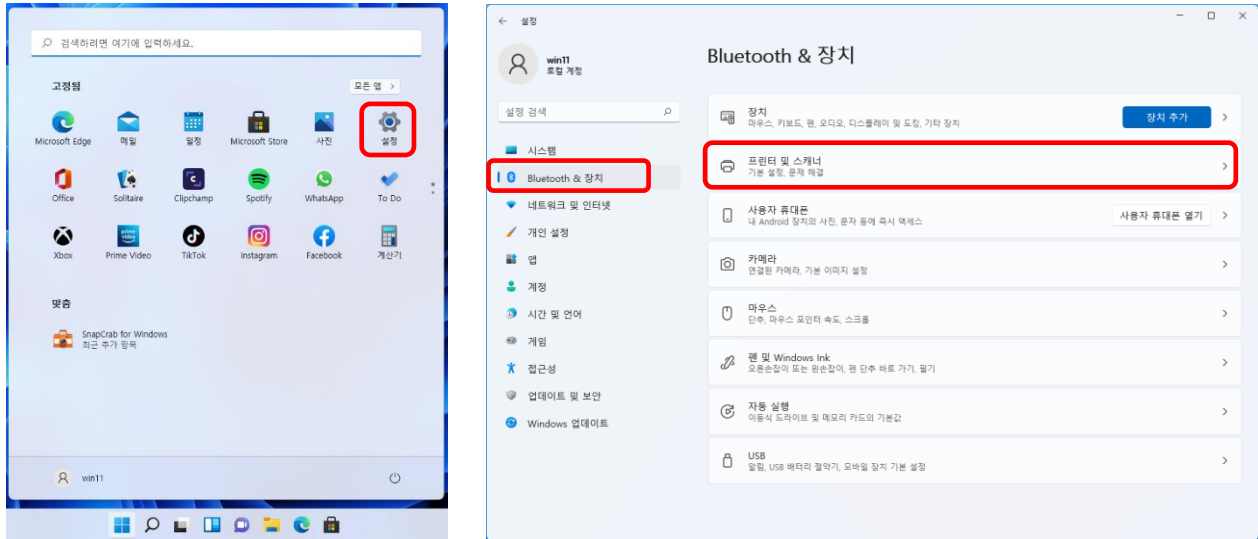 검색하려면 여기에 입력하세요.
고정됨
모든 앱
Microsoft Edge
메일
일정
Microsoft Store
사진
설정
Office
Solitaire
Clipchamp
Spotify
WhatsApp
To Do
Xbox
prime video
Prime Video
TikTok
Instagram
Facebook
계산기
맞춤
SnapCrab for Windows
최근 추가 항목
win11
설정
win11
로컬 계정
설정 검색
시스템
Bluetooth & 장치
네트워크 및 인터넷
개인 설정
앱
계정
시간 및 언어
게임
접근성
업데이트 및 보안
Windows 업데이트
Bluetooth & 장치
장치
마우스, 키보드, 펜, 오디오, 디스플레이 및 도킹, 기타 장치
장치 추가
프린터 및 스캐너
기본 설정, 문제 해결
사용자 휴대폰
내 Android 장치의 사진, 문자 등에 즉시 액세스
사용자 휴대폰 열기
카메라
연결된 카메라, 기본 이미지 설정
마우스
단추, 마우스 포인터 속도, 스크롤
펜 및 Windows Ink
오른손잡이 또는 왼손잡이, 펜 단추 바로 가기, 필기
자동 실행
이동식 드라이브 및 메모리 카드의 기본값
USB
알림, USB 배터리 절약기, 모바일 장치 기본 설정